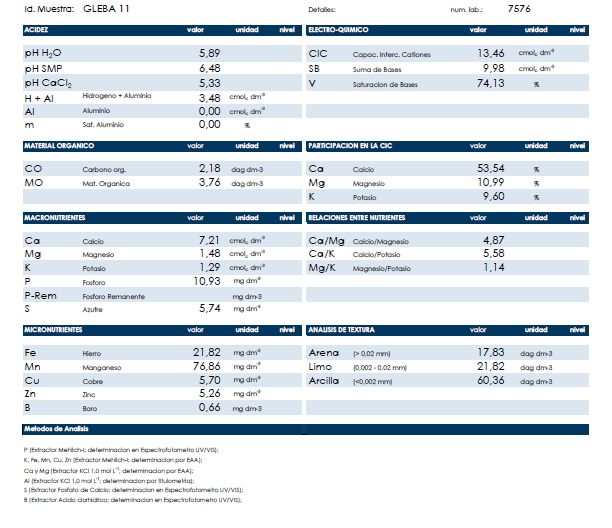 Id. Muestra: GLEBA 11 Detalles: num. lab.: 7576
ACIDEZ valor unidad nivel
pH H₂O 5,89
pH SMP 6,48
pH CaCl₂ 5,33
H + Al Hidrogeno + Aluminio 3,48 cmol꜀ dm⁻³
Al Aluminio 0,00 cmol꜀ dm⁻³
m Sat. Aluminio 0,00 %
ELECTRO-QUIMICO valor unidad nivel
CIC Capac. Interc. Cationes 13,46 cmol꜀ dm⁻³
SB Suma de Bases 9,98 cmol꜀ dm⁻³
V Saturacion de Bases 74,13 %
MATERIAL ORGANICO valor unidad nivel
CO Carbono org. 2,18 dag dm-3
MO Mat. Organica 3,76 dag dm-3
PARTICIPACION EN LA CIC valor unidad nivel
Ca Calcio 53,54 %
Mg Magnesio 10,99 %
K Potasio 9,60 %
MACRONUTRIENTES valor unidad nivel
Ca Calcio 7,21 cmol꜀ dm⁻³
Mg Magnesio 1,48 cmol꜀ dm⁻³
K Potasio 1,29 cmol꜀ dm⁻³
P Fosforo 10,93 mg dm⁻³
P-Rem Fosforo Remanente mg dm-3
S Azufre 5,74 mg dm⁻³
RELACIONES ENTRE NUTRIENTES valor unidad nivel
Ca/Mg Calcio/Magnesio 4,87
Ca/K Calcio/Potasio 5,58
Mg/K Magnesio/Potasio 1,14
MICRONUTRIENTES valor unidad nivel
Fe Hierro 21,82 mg dm⁻³
Mn Manganeso 76,86 mg dm⁻³
Cu Cobre 5,70 mg dm⁻³
Zn Zinc 5,26 mg dm⁻³
B Boro 0,66 mg dm-3
ANALISIS DE TEXTURA valor unidad nivel
Arena (> 0,02 mm) 17,83 dag dm-3
Limo (0,002 - 0,02 mm) 21,82 dag dm-3
Arcilla (<0,002 mm) 60,36 dag dm-3
Metodos de Analisis
P (Extractor Mehlich-I; determinacion en Espectrofotometro UV/VIS);
K, Fe, Mn, Cu, Zn (Extractor Mehlich-I; determinacion por EAA);
Ca y Mg (Extractor KCl 1,0 mol L⁻¹; determinacion por EAA);
Al (Extractor KCl 1,0 mol L⁻¹; determinacion por titulometria);
S (Extractor Fosfato de Calcio; determinacion en Espectrofotometro UV/VIS);
B (Extractor Acido clorhidrico; determinacion en Espectrofotometro UV/VIS);